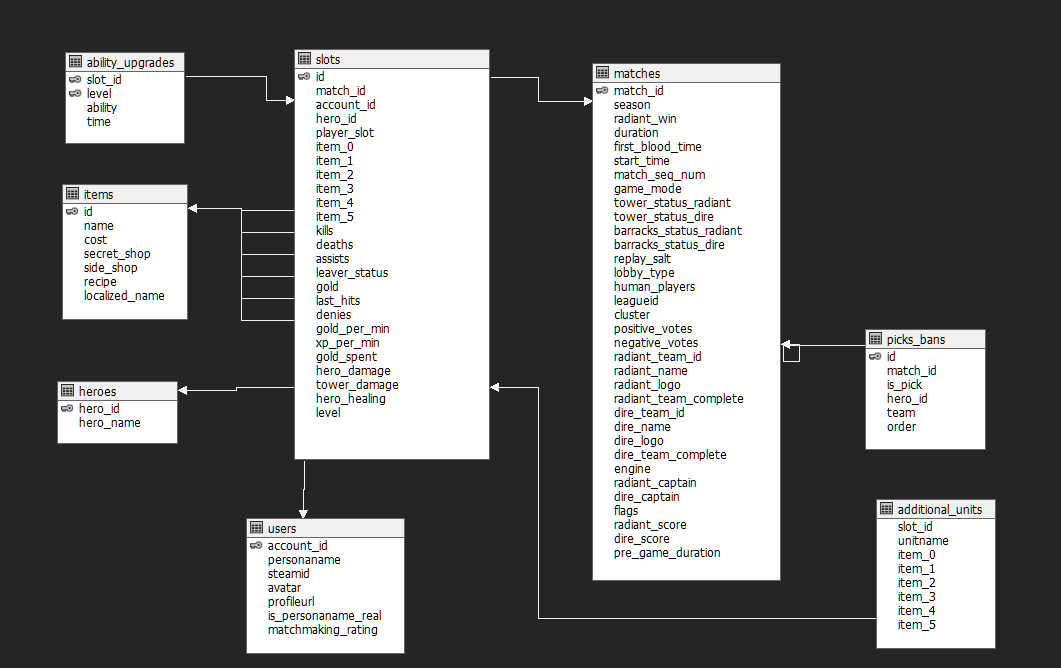 ability_upgrades
slot_id
level
ability
time
items
id
name
cost
secret_shop
side_shop
recipe
localized_name
heroes
hero_id
hero_name
slots
id
match_id
account_id
hero_id
player_slot
item_0
item_1
item_2
item_3
item_4
item_5
kills
deaths
assists
leaver_status
gold
last_hits
denies
gold_per_min
xp_per_min
gold_spent
hero_damage
tower_damage
hero_healing
level
users
account_id
personaname
steamid
avatar
profileurl
is_personaname_real
matchmaking_rating
matches
match_id
season
radiant_win
duration
first_blood_time
start_time
match_seq_num
game_mode
tower_status_radiant
tower_status_dire
barracks_status_radiant
barracks_status_dire
replay_salt
lobby_type
human_players
leagueid
cluster
positive_votes
negative_votes
radiant_team_id
radiant_name
radiant_logo
radiant_team_complete
dire_team_id
dire_name
dire_logo
dire_team_complete
engine
radiant_captain
dire_captain
flags
radiant_score
dire_score
pre_game_duration
picks_bans
id
match_id
is_pick
hero_id
team
order
additional_units
slot_id
unitname
item_0
item_1
item_2
item_3
item_4
item_5